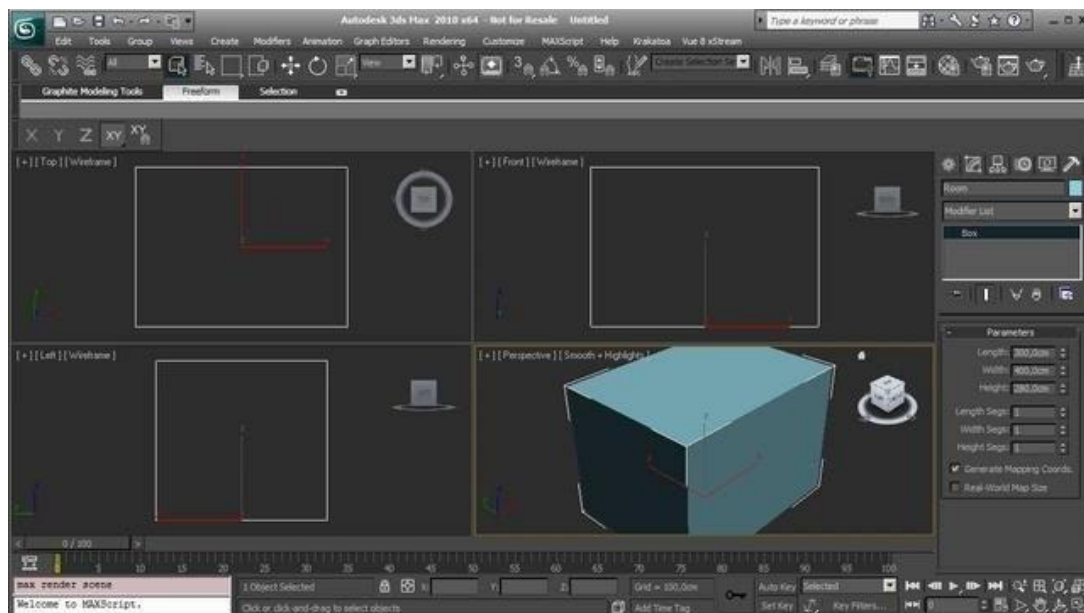 Autodesk 3ds Max 2010 x64 - Not for Resale Untitled
Type a keyword or phrase
Edit Tools Group Views Create Modifiers Animation Graph Editors Rendering Customize MAXScript Help Krakatoa Vue 8 xStream
All
View
Create Selection Se
Graphite Modeling Tools Freeform Selection
X Y Z XY XY
[ + ] [ Top ] [ Wireframe ]
[ + ] [ Front ] [ Wireframe ]
Room
Modifier List
Box
Parameters
Length: 300,0cm
Width: 400,0cm
Height: 280,0cm
Length Segs: 1
Width Segs: 1
Height Segs: 1
Generate Mapping Coords.
Real-World Map Size
[ + ] [ Left ] [ Wireframe ]
[ + ] [ Perspective ] [ Smooth + Highlights ]
0 / 100
0 5 10 15 20 25 30 35 40 45 50 55 60 65 70 75 80 85 90 95 100
max render scene
Welcome to MAXScript.
1 Object Selected
X: Y: Z:
Grid = 100,0cm
Auto Key Selected
Click or click-and-drag to select objects
Add Time Tag
Set Key Key Filters...